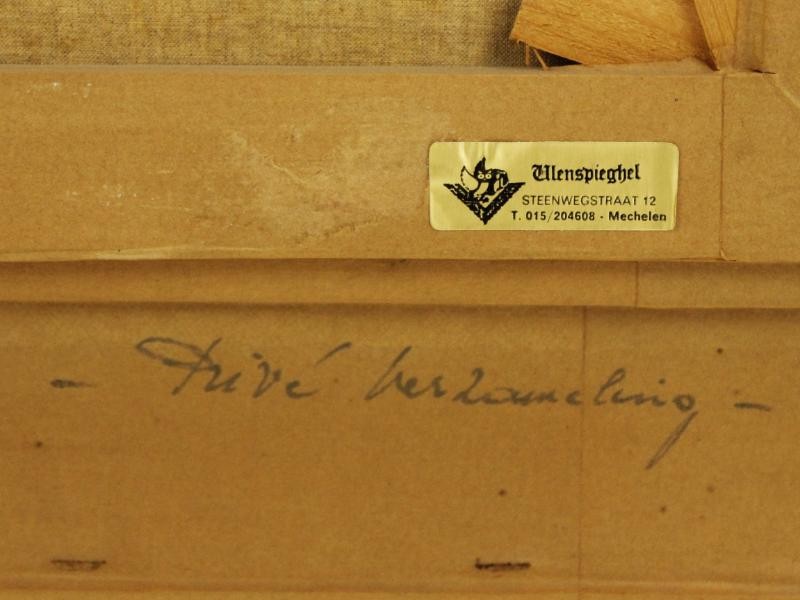 Ulenspieghel
STEENWEGSTRAAT 12
T. 015/204608 - Mechelen
- Privé verzameling -